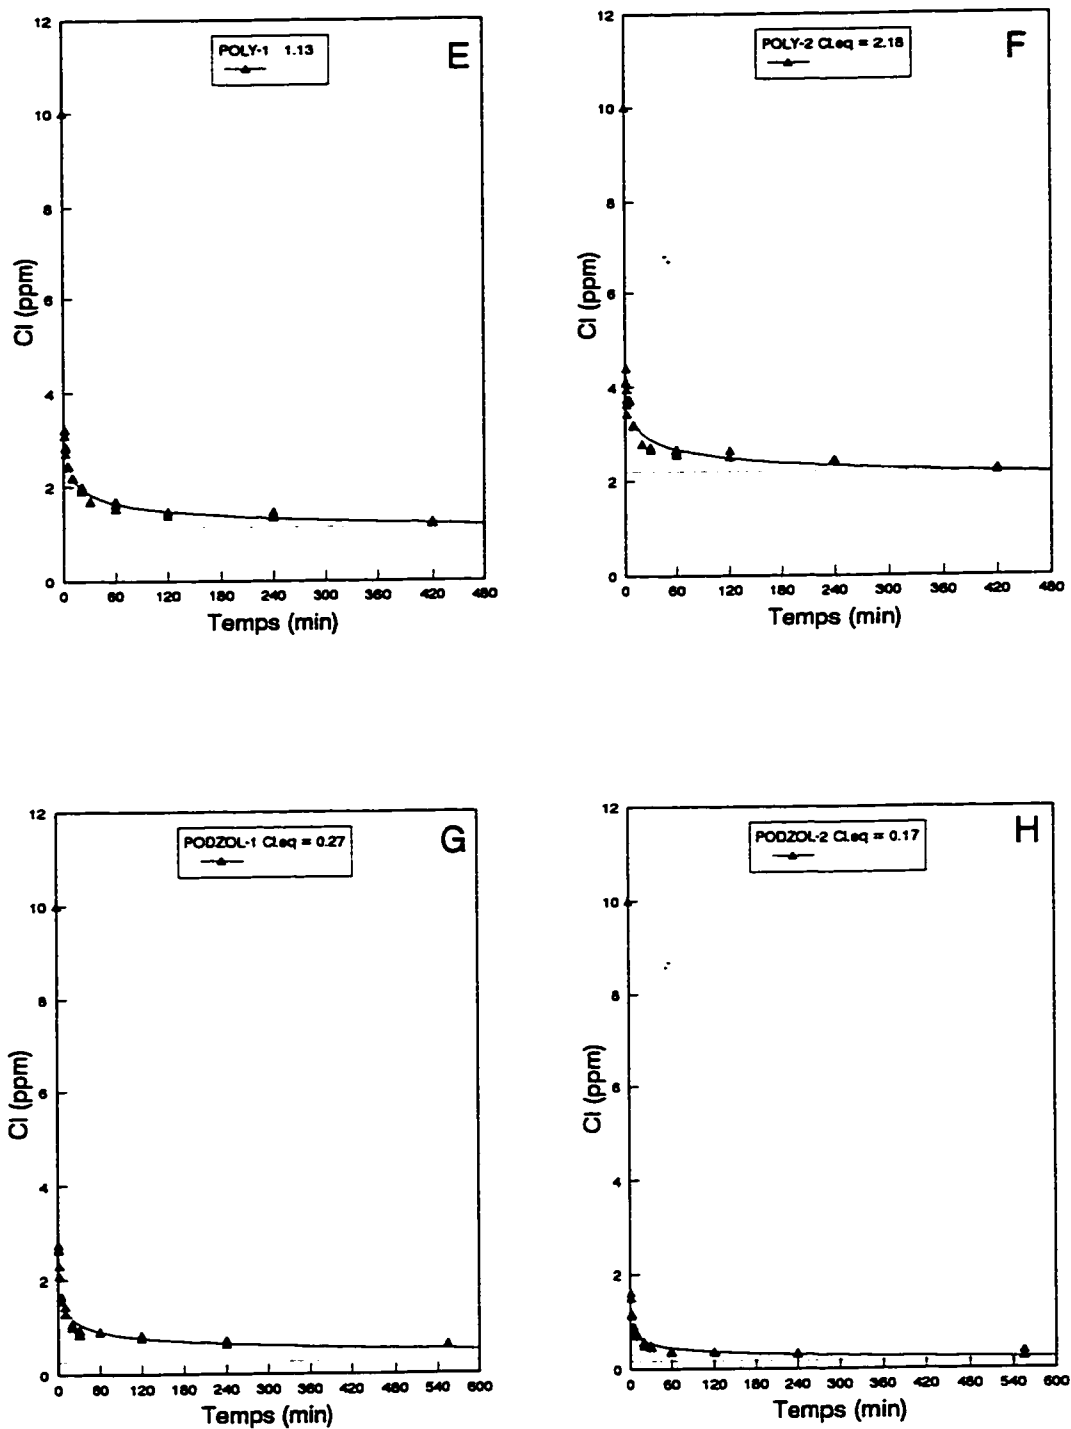 E
POLY-1 1.13
12
10
8
6
4
2
0
Cl (ppm)
0 60 120 180 240 300 360 420 480
Temps (min)
F
POLY-2 Cl.eq = 2.18
12
10
8
6
4
2
0
Cl (ppm)
0 60 120 180 240 300 360 420 480
Temps (min)
G
PODZOL-1 Cl.eq = 0.27
12
10
8
6
4
2
0
Cl (ppm)
0 60 120 180 240 300 360 420 480 540 600
Temps (min)
H
PODZOL-2 Cl.eq = 0.17
12
10
8
6
4
2
0
Cl (ppm)
0 60 120 180 240 300 360 420 480 540 600
Temps (min)